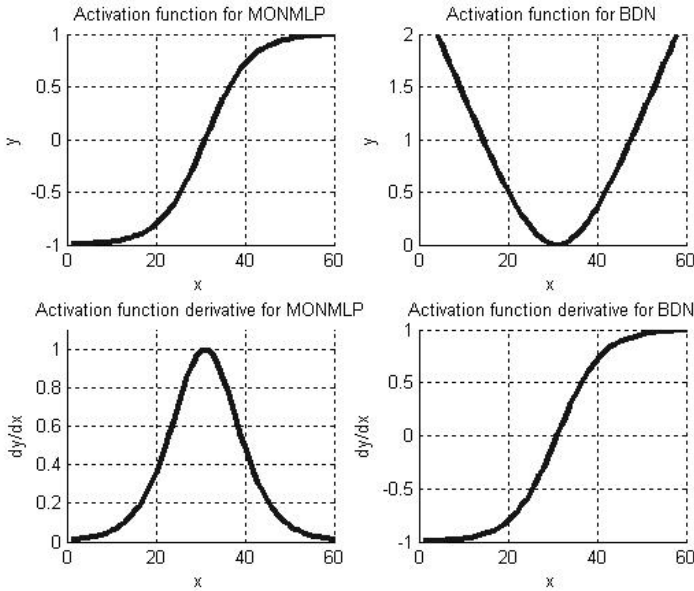 Activation function for MONMLP
1
0.5
0
-0.5
-1
y
0 20 40 60
x
Activation function for BDN
2
1.5
1
0.5
0
y
0 20 40 60
x
Activation function derivative for MONMLP
1
0.8
0.6
0.4
0.2
0
dy/dx
0 20 40 60
x
Activation function derivative for BDN
1
0.5
0
-0.5
-1
dy/dx
0 20 40 60
x